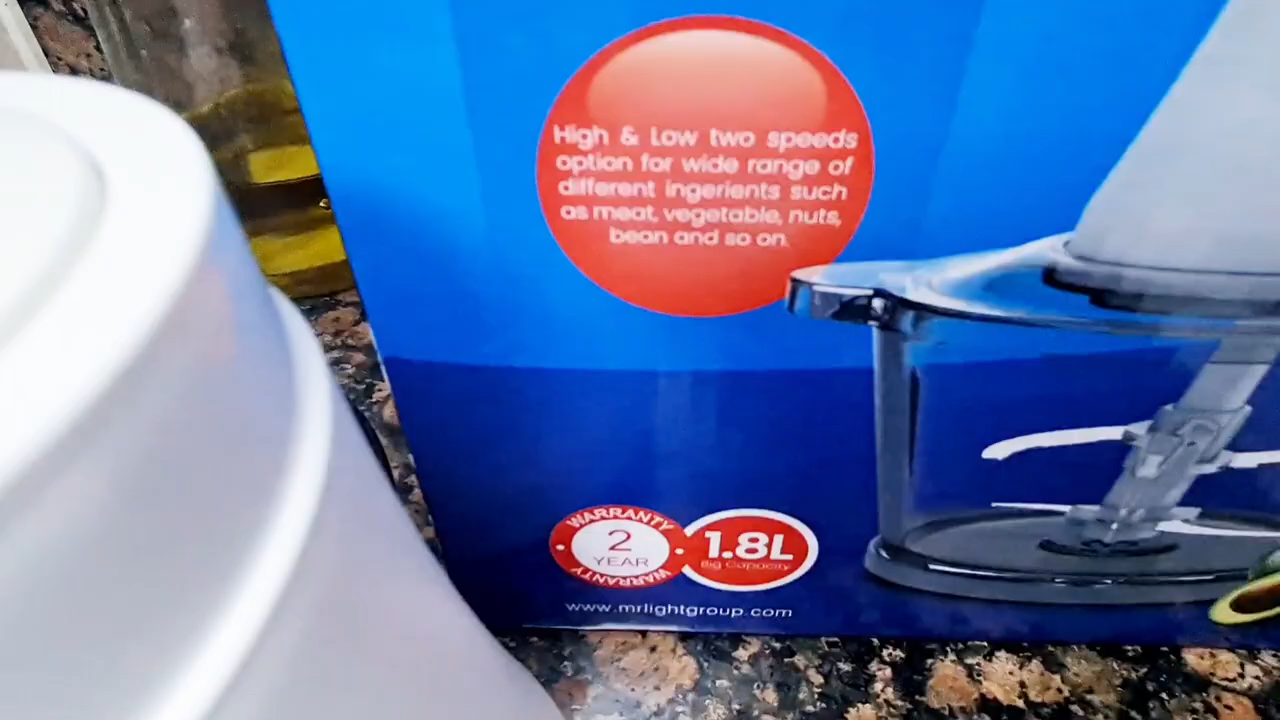 High & Low two speeds
option for wide range of
different ingerients such
as meat, vegetable, nuts,
bean and so on.
WARRANTY
2
YEAR
WARRANTY
1.8L
Big Capacity
www.mrlightgroup.com